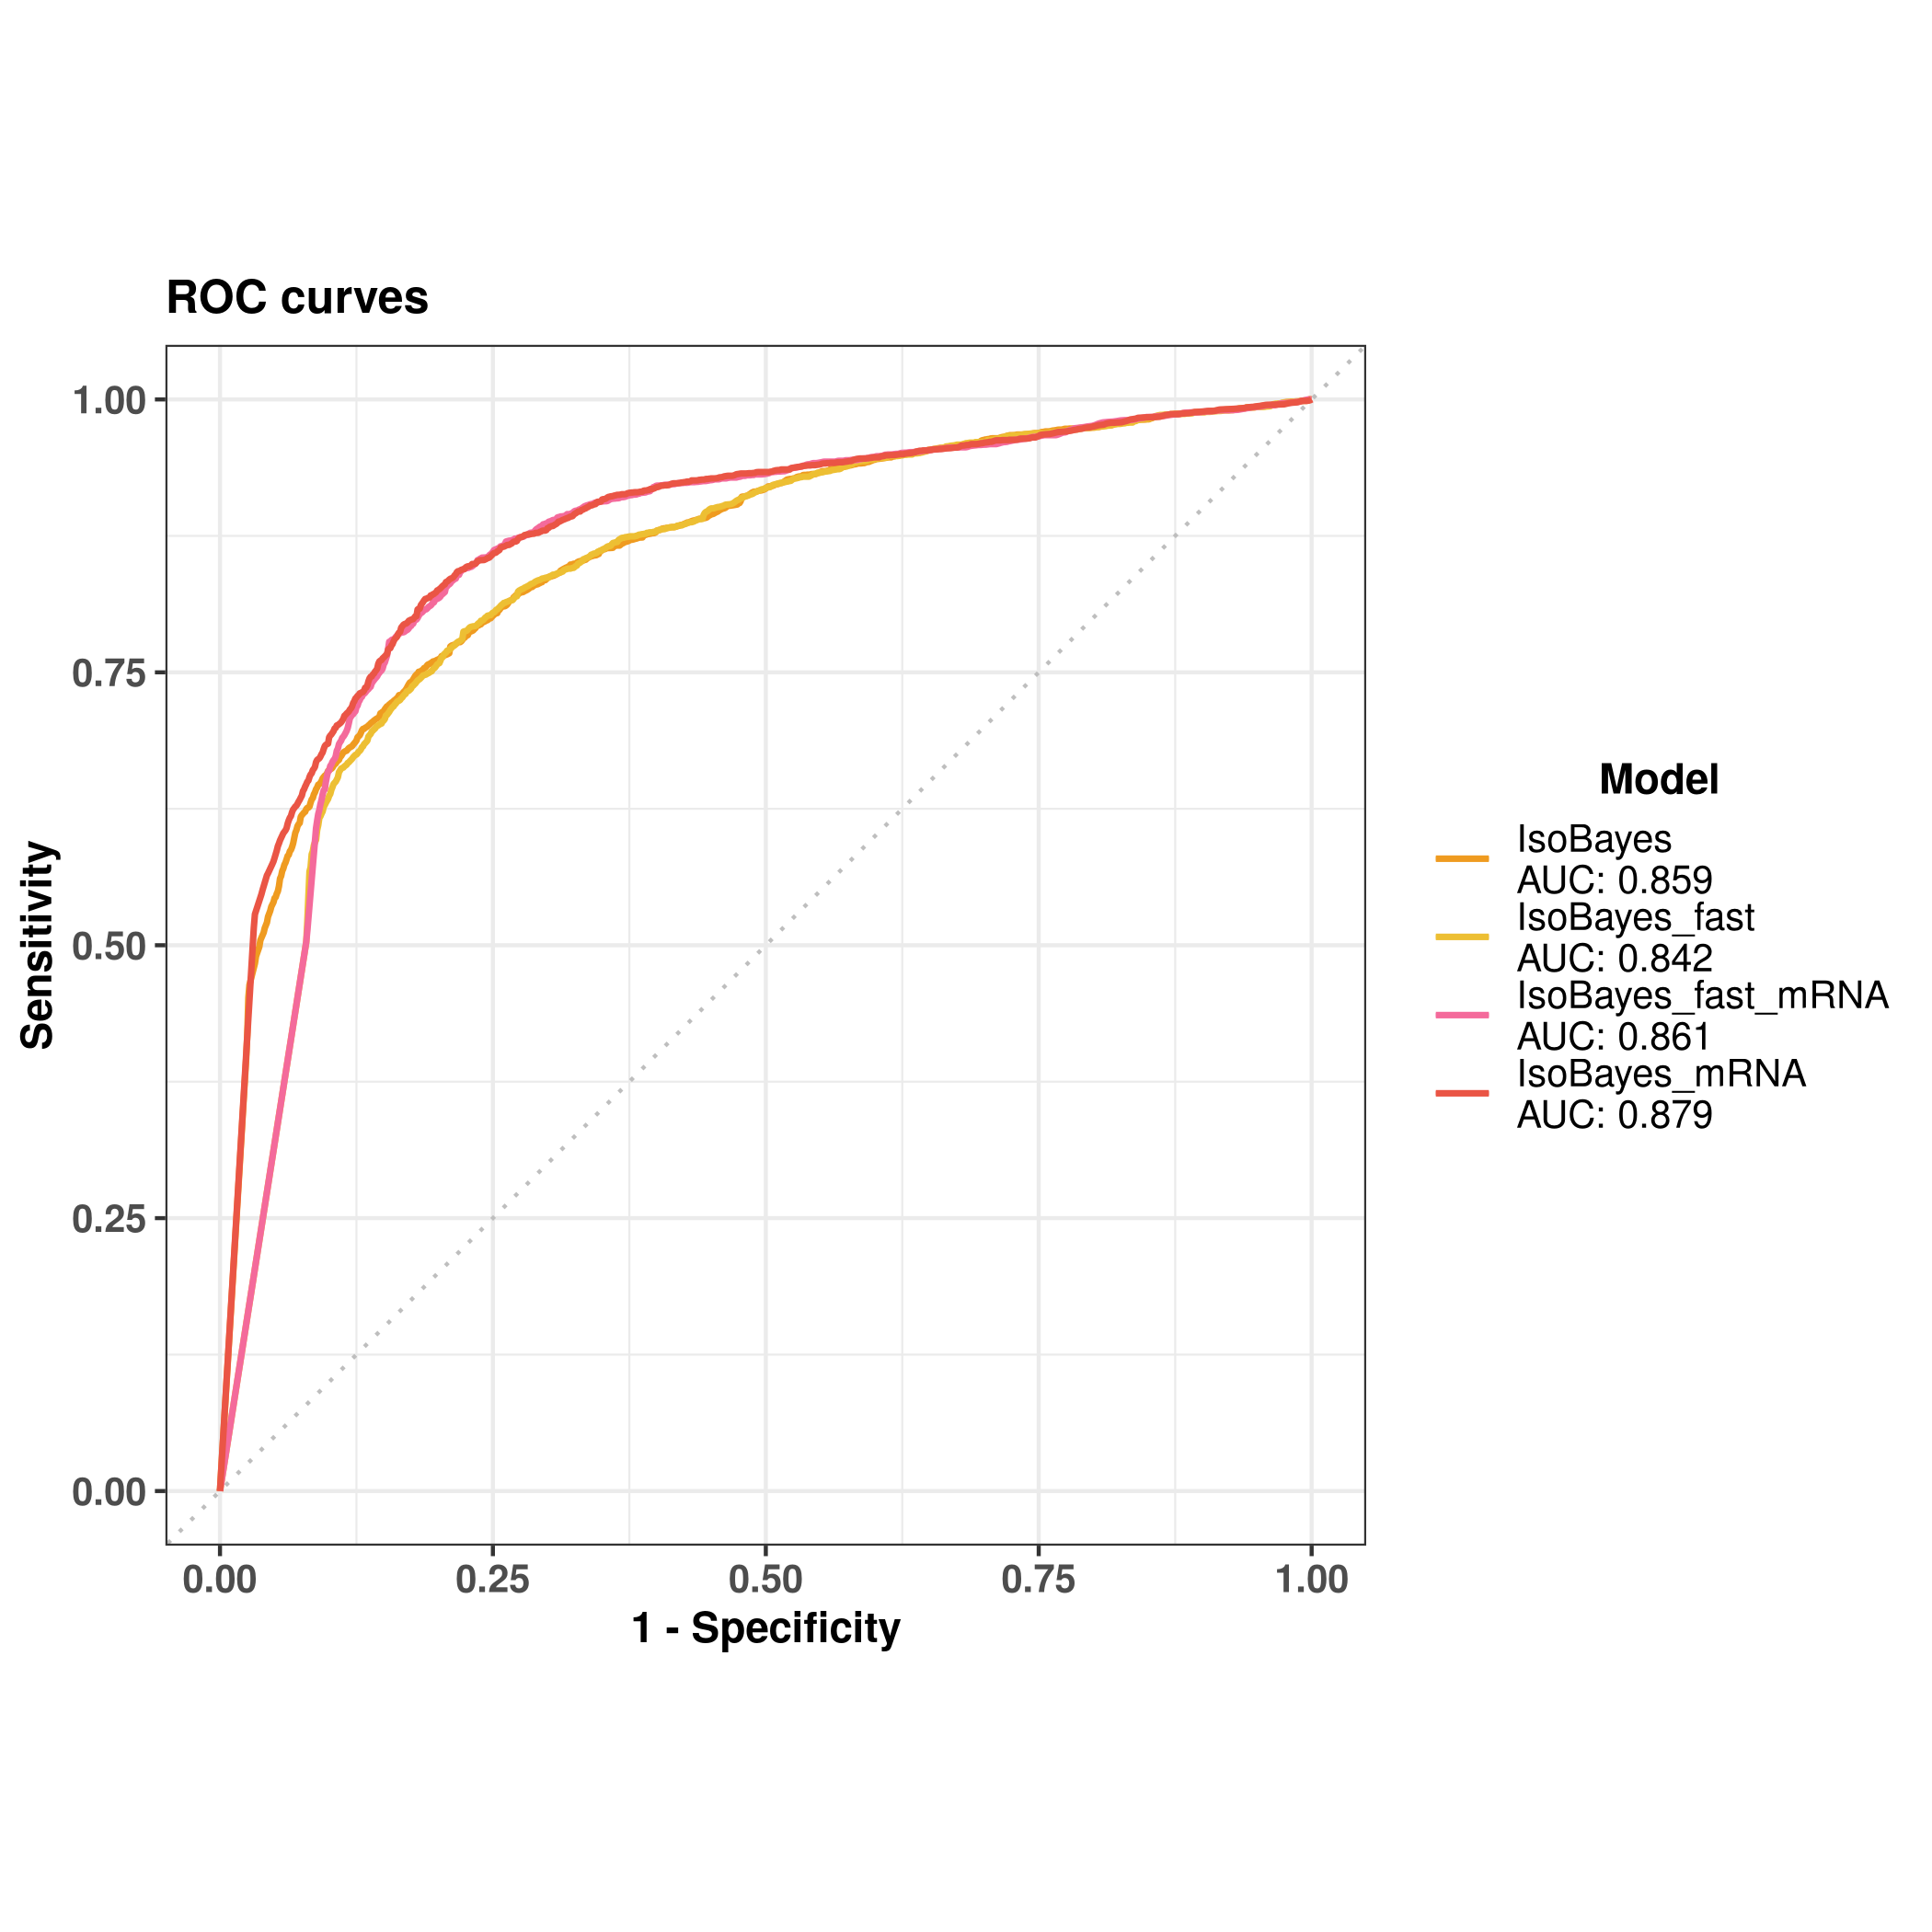 ROC curves
1.00
0.75
0.50
0.25
0.00
Sensitivity
0.00
0.25
0.50
0.75
1.00
1 - Specificity
Model
IsoBayes
AUC: 0.859
IsoBayes_fast
AUC: 0.842
IsoBayes_fast_mRNA
AUC: 0.861
IsoBayes_mRNA
AUC: 0.879